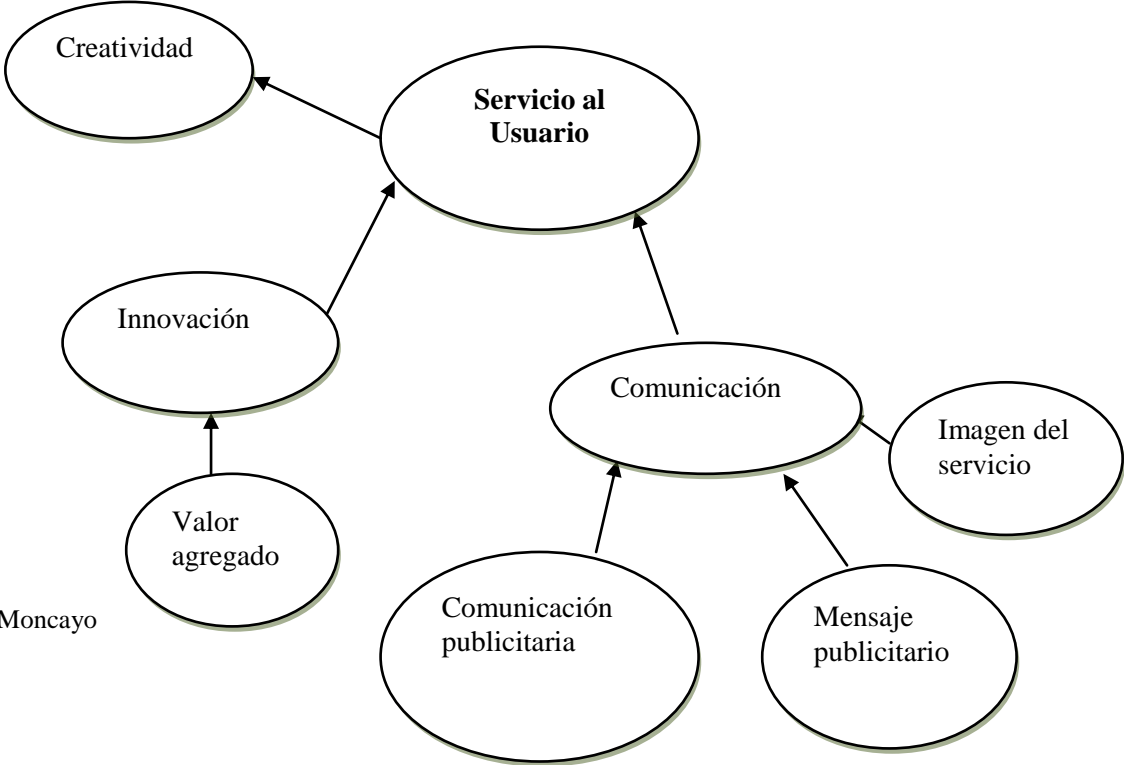 Creatividad
Servicio al
Usuario
Innovación
Comunicación
Imagen del
servicio
Valor
agregado
Comunicación
publicitaria
Mensaje
publicitario
Moncayo